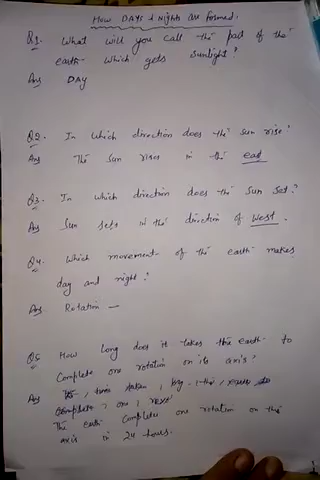 How DAYS & Nights are formed.
Q1. What will you call the part of the
earth which gets sunlight?
Ans DAY
Q2. In which direction does the sun rise?
Ans The sun rises in the east
Q3. In which direction does the sun set?
Ans Sun sets in the direction of West.
Q4. Which movement of the earth makes
day and night?
Ans Rotation
Q5 How long does it takes the earth to
complete one rotation on its axis?
Ans
The earth complete one rotation on the
axis in 24 hours.